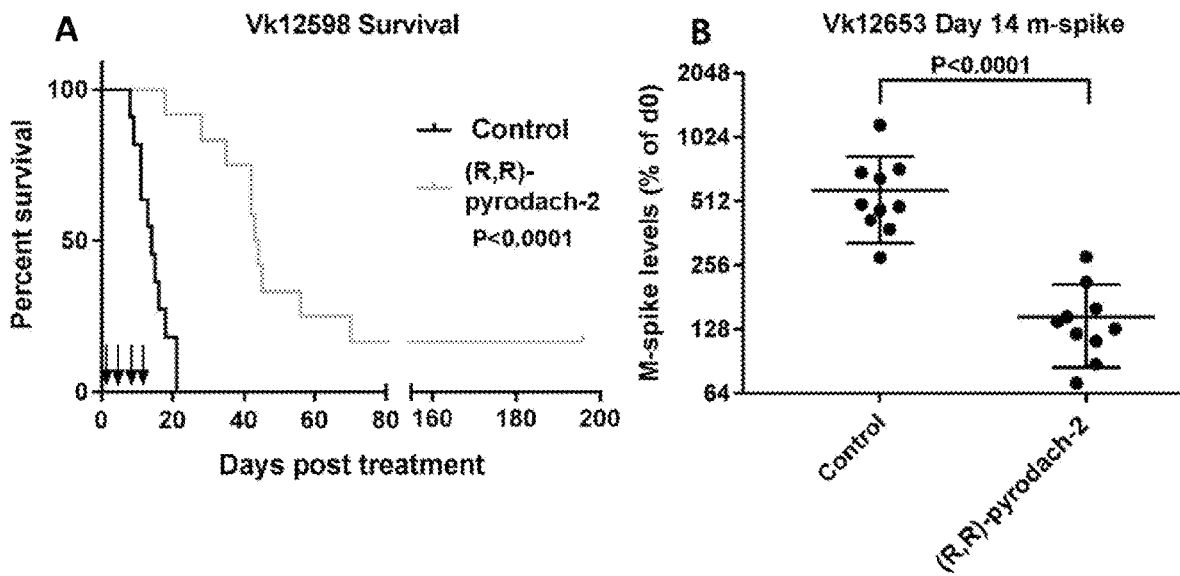 A
Vk12598 Survival
Percent survival
100
50
0
Control
(R,R)-
pyrodach-2
P<0.0001
0 20 40 60 80 160 180 200
Days post treatment
B
Vk12653 Day 14 m-spike
P<0.0001
M-spike levels (% of d0)
2048
1024
512
256
128
64
Control
(R,R)-pyrodach-2